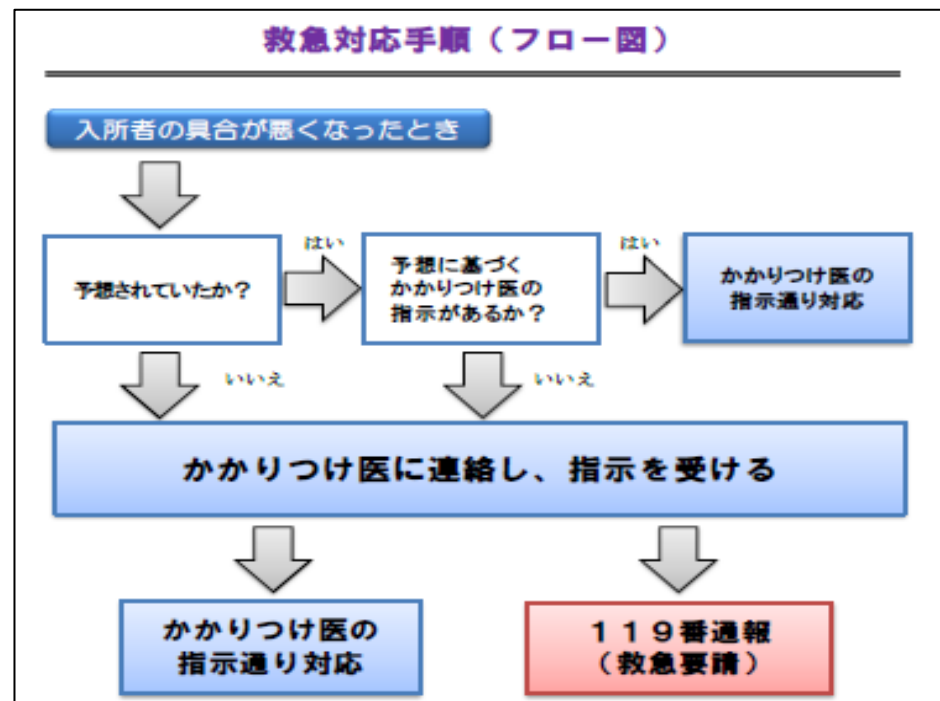 救急対応手順（フロー図）
入所者の具合が悪くなったとき
予想されていたか？
はい
予想に基づく
かかりつけ医の
指示があるか？
はい
かかりつけ医の
指示通り対応
いいえ
いいえ
かかりつけ医に連絡し、指示を受ける
かかりつけ医の
指示通り対応
１１９番通報
（救急要請）